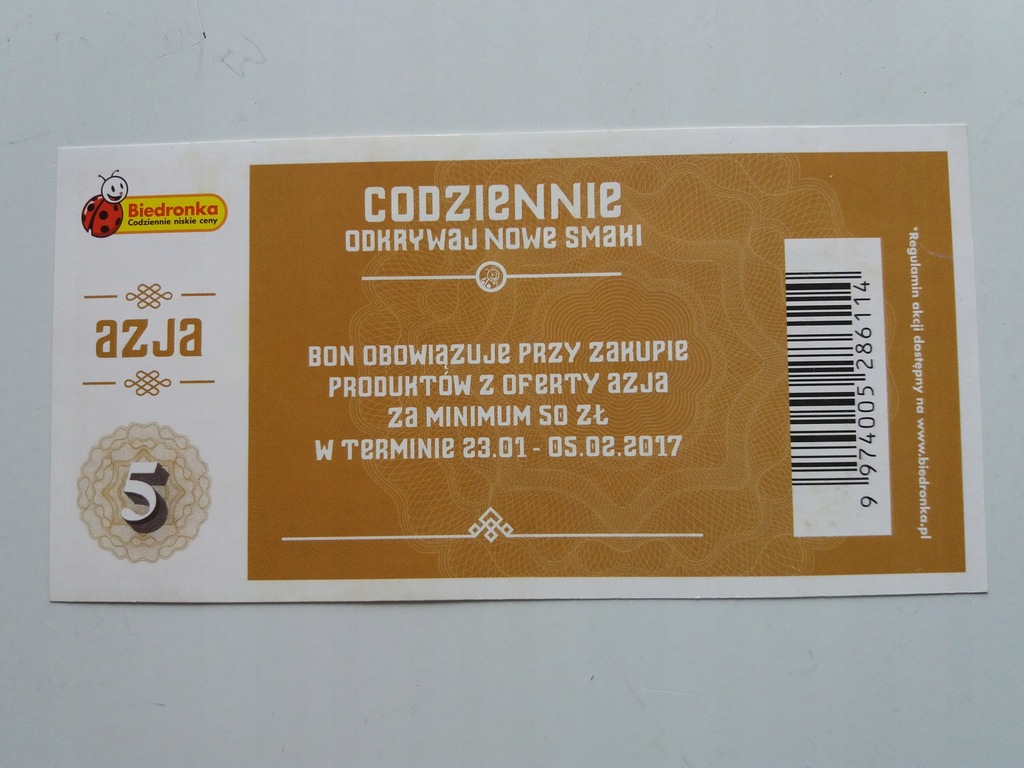 Biedronka
Codziennie niskie ceny
AZJA
5
CODZIENNIE
ODKRYWAJ NOWE SMAKI
BON OBOWIĄZUJE PRZY ZAKUPIE
PRODUKTÓW Z OFERTY AZJA
ZA MINIMUM 50 ZŁ
W TERMINIE 23.01 - 05.02.2017
9 974005 286114
*Regulamin akcji dostępny na www.biedronka.pl